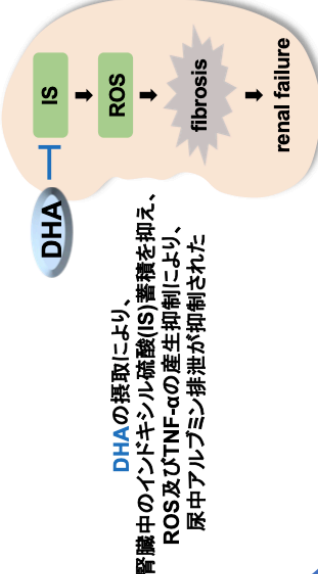 DHAの摂取により、
腎臓中のインドキシル硫酸(IS)蓄積を抑え、
ROS及びTNF-αの産生抑制により、
尿中アルブミン排泄が抑制された
DHA
IS
ROS
fibrosis
renal failure